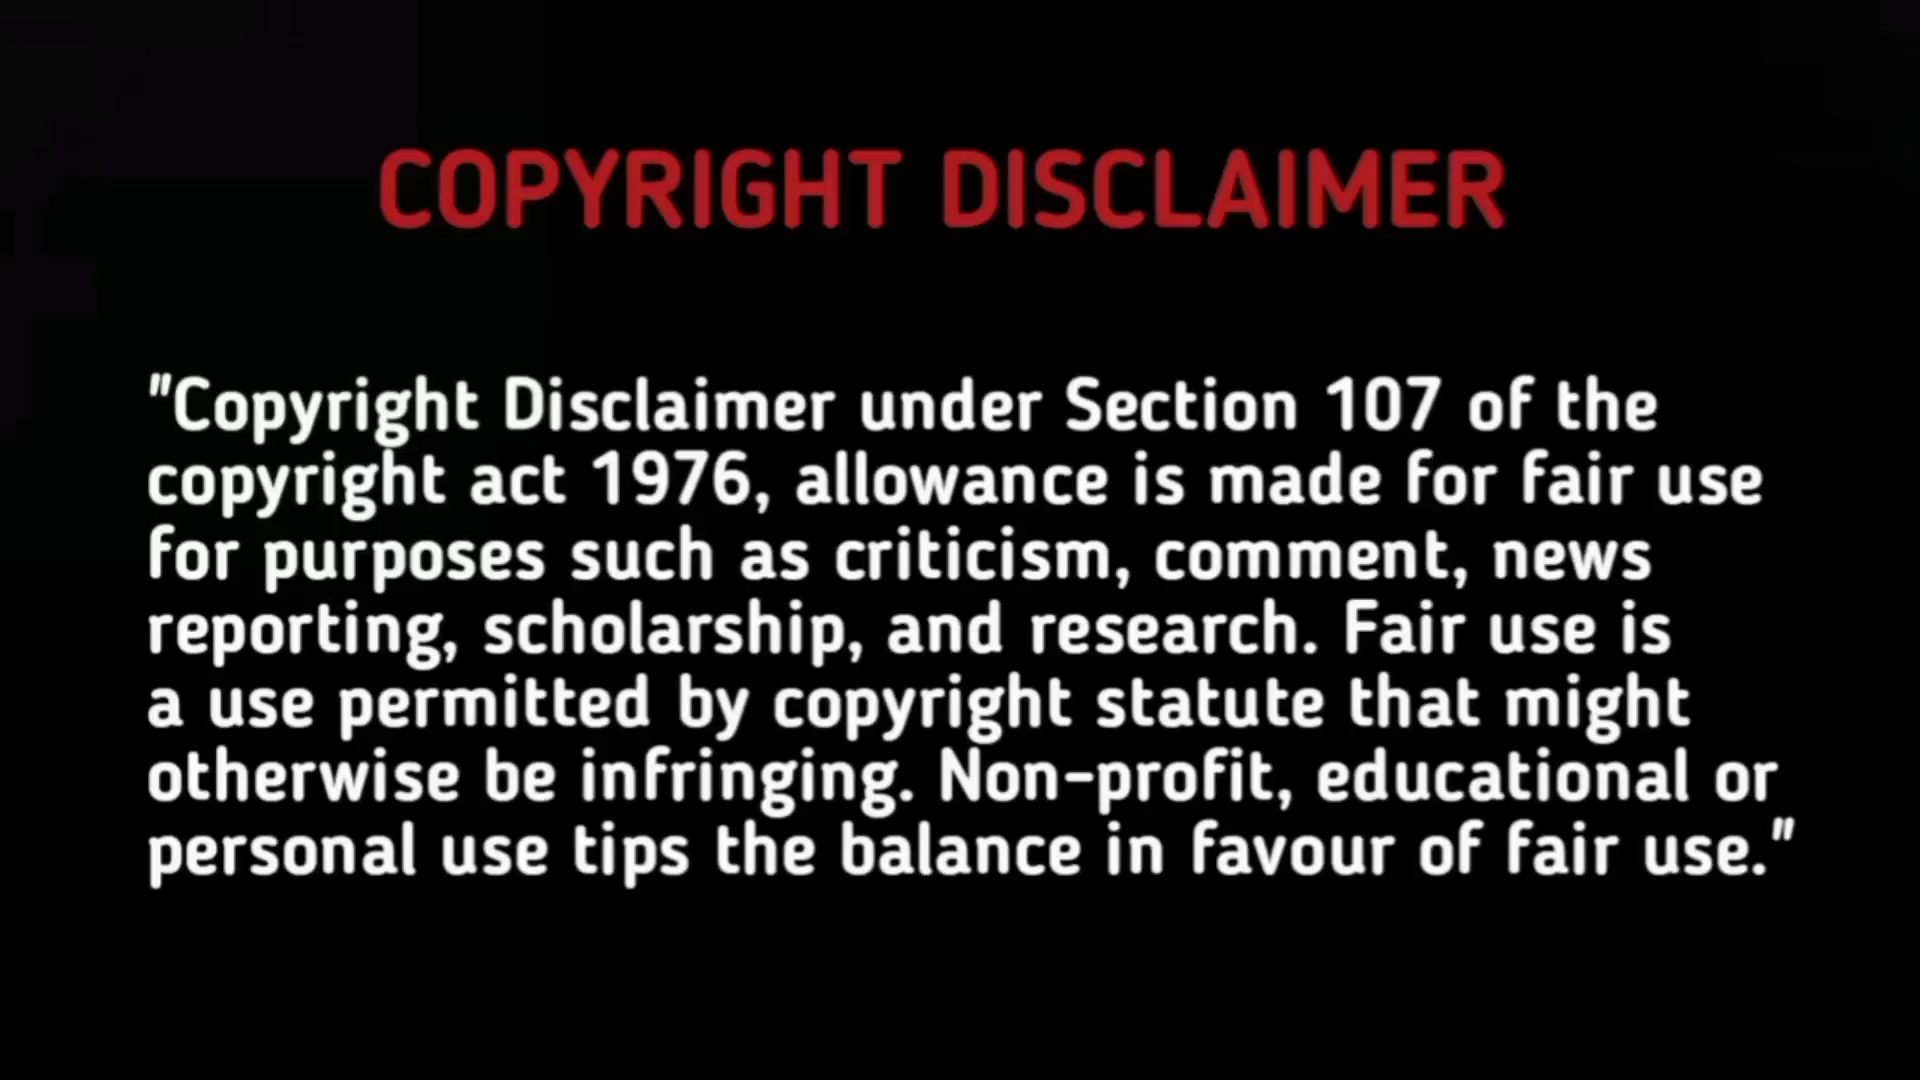 COPYRIGHT DISCLAIMER
"Copyright Disclaimer under Section 107 of the
copyright act 1976, allowance is made for fair use
for purposes such as criticism, comment, news
reporting, scholarship, and research. Fair use is
a use permitted by copyright statute that might
otherwise be infringing. Non-profit, educational or
personal use tips the balance in favour of fair use."